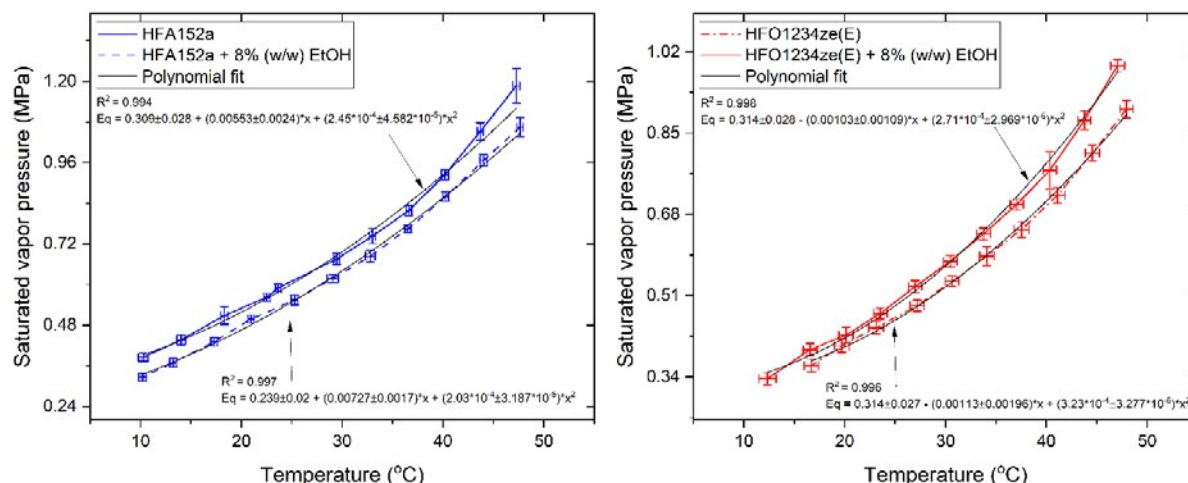 HFA152a
HFA152a + 8% (w/w) EtOH
Polynomial fit
R² = 0.994
Eq = 0.309±0.028 + (0.00553±0.0024)*x + (2.45*10⁻⁴±4.582*10⁻⁵)*x²
R² = 0.997
Eq = 0.239±0.02 + (0.00727±0.0017)*x + (2.03*10⁻⁴±3.187*10⁻⁵)*x²
Saturated vapor pressure (MPa)
1.20
0.96
0.72
0.48
0.24
10 20 30 40 50
Temperature (°C)
HFO1234ze(E)
HFO1234ze(E) + 8% (w/w) EtOH
Polynomial fit
R² = 0.998
Eq = 0.314±0.028 - (0.00103±0.00109)*x + (2.71*10⁻⁴±2.969*10⁻⁵)*x²
R² = 0.996
Eq = 0.314±0.027 - (0.00113±0.00196)*x + (3.23*10⁻⁴±3.277*10⁻⁵)*x²
Saturated vapor pressure (MPa)
1.02
0.85
0.68
0.51
0.34
10 20 30 40 50
Temperature (°C)